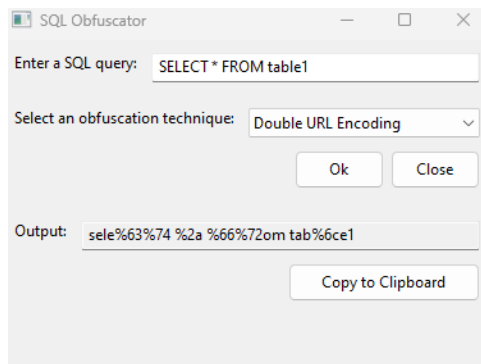 SQL Obfuscator
Enter a SQL query: SELECT * FROM table1
Select an obfuscation technique: Double URL Encoding
Ok Close
Output: sele%63%74 %2a %66%72om tab%6ce1
Copy to Clipboard